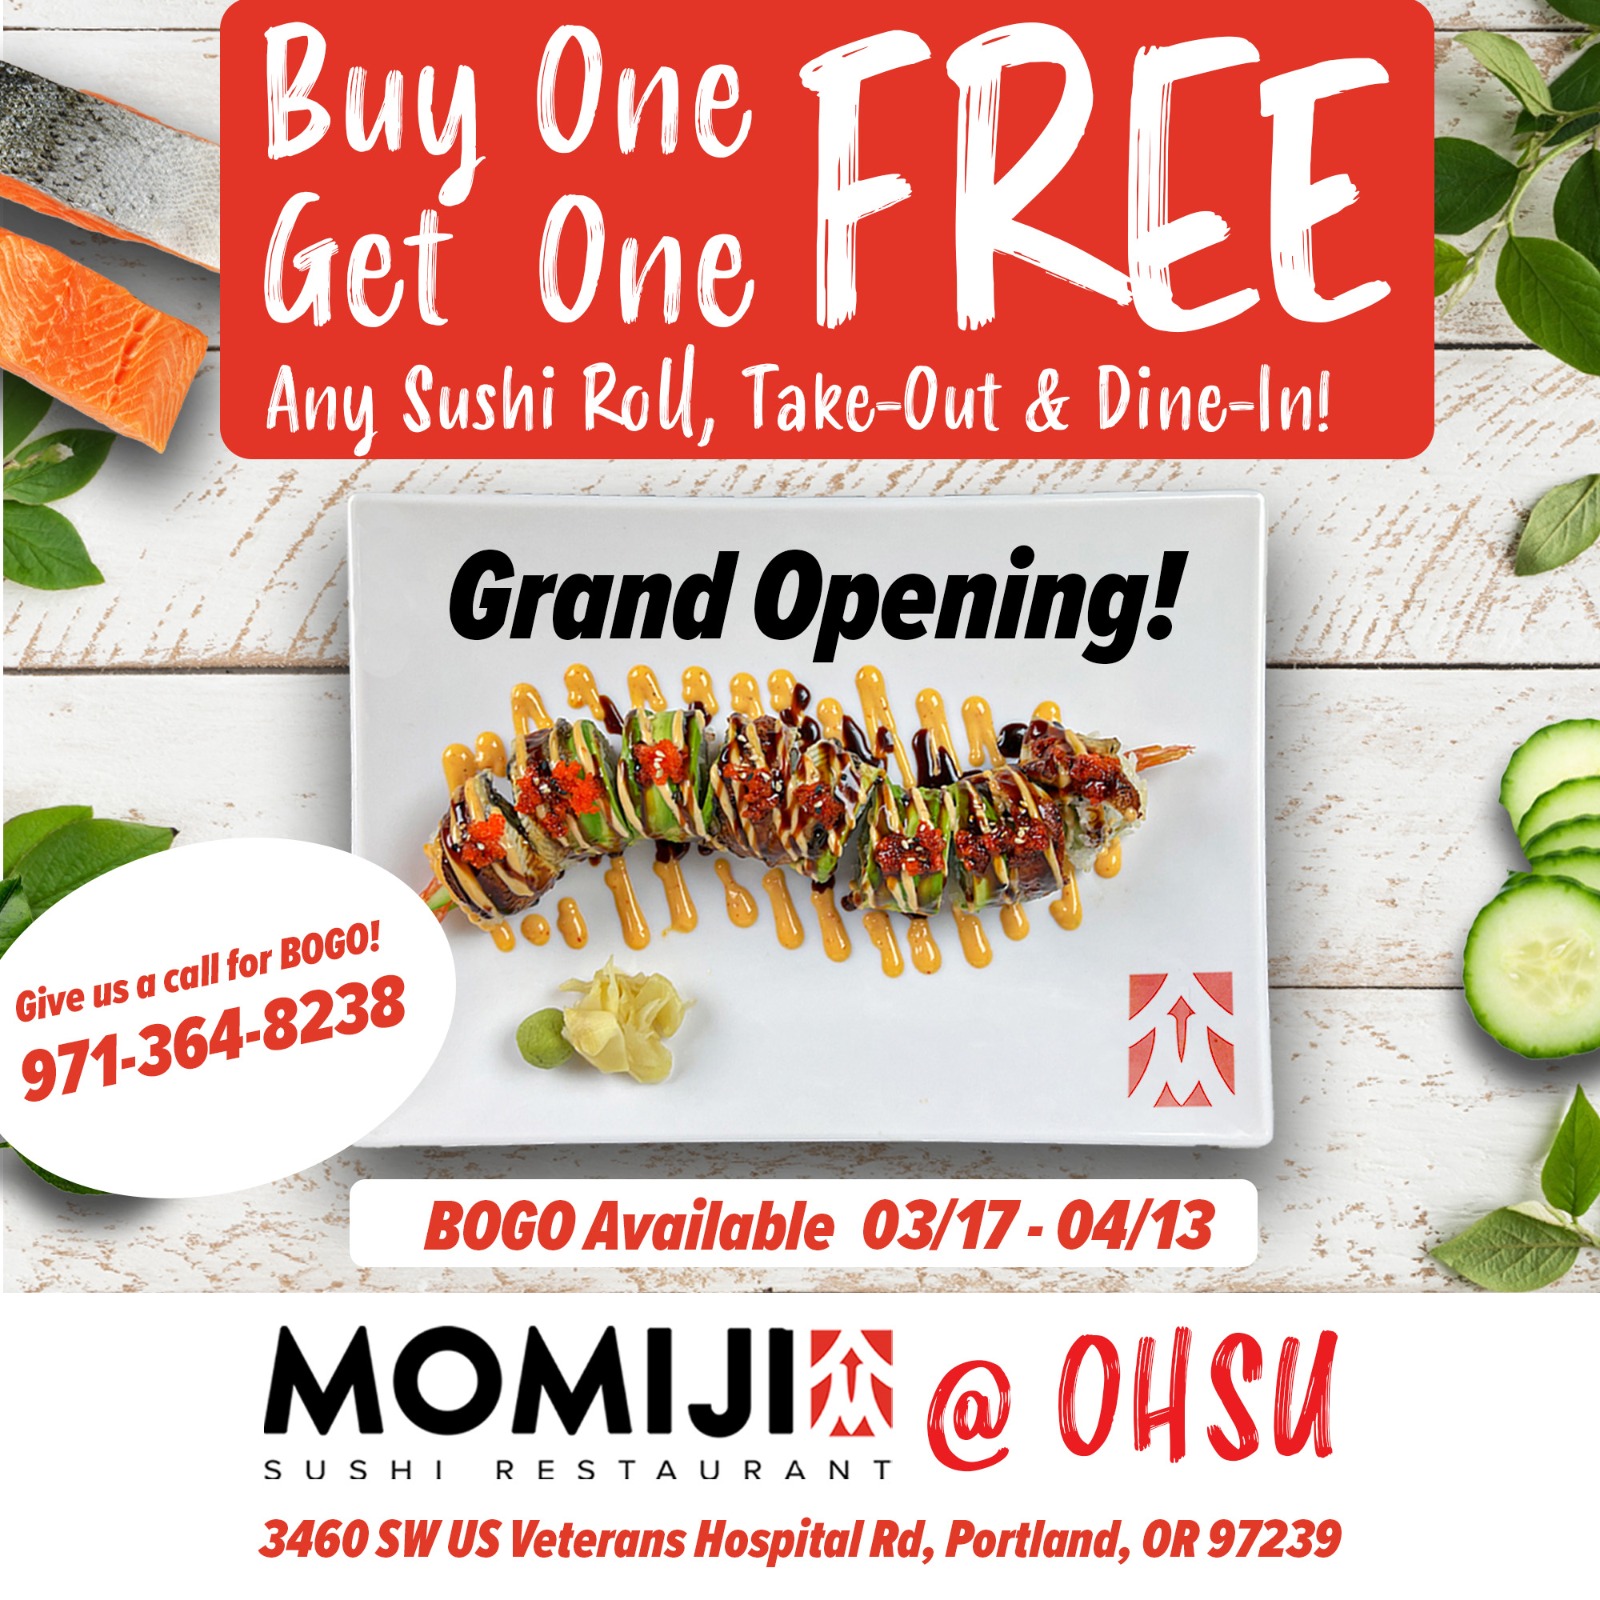 Buy One
Get One
FREE
Any Sushi Roll, Take-Out & Dine-In!
Grand Opening!
Give us a call for BOGO!
971-364-8238
BOGO Available 03/17 - 04/13
MOMIJI
SUSHI RESTAURANT
@ OHSU
3460 SW US Veterans Hospital Rd, Portland, OR 97239